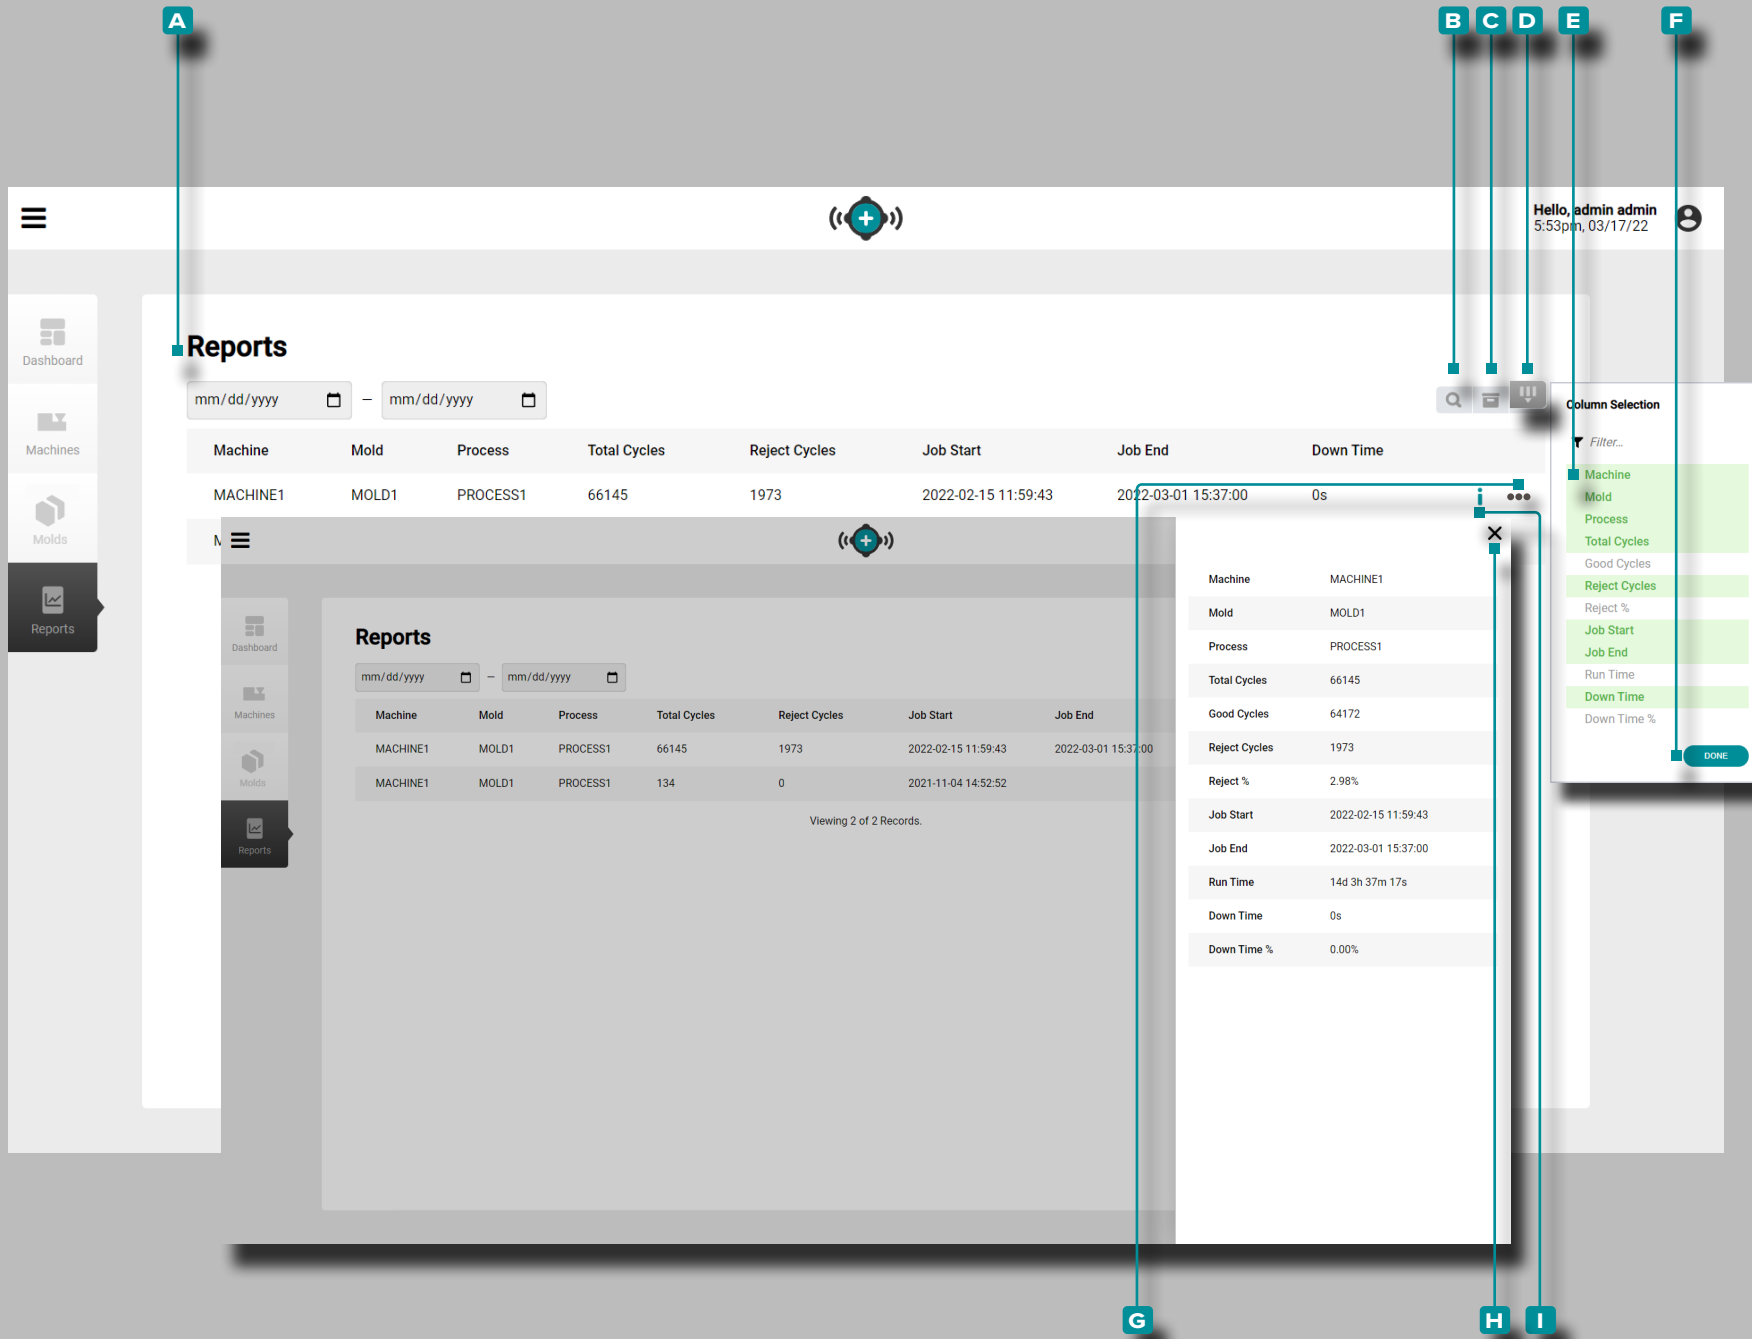 A
B C D E F
Hello, admin admin
5:53pm, 03/17/22
Dashboard
Machines
Molds
Reports
Reports
mm/dd/yyyy – mm/dd/yyyy
Machine Mold Process Total Cycles Reject Cycles Job Start Job End Down Time
MACHINE1 MOLD1 PROCESS1 66145 1973 2022-02-15 11:59:43 2022-03-01 15:37:00 0s
Column Selection
Filter...
Machine
Mold
Process
Total Cycles
Good Cycles
Reject Cycles
Reject %
Job Start
Job End
Run Time
Down Time
Down Time %
DONE
Dashboard
Machines
Molds
Reports
Reports
mm/dd/yyyy – mm/dd/yyyy
Machine Mold Process Total Cycles Reject Cycles Job Start Job End
MACHINE1 MOLD1 PROCESS1 66145 1973 2022-02-15 11:59:43 2022-03-01 15:37:00
MACHINE1 MOLD1 PROCESS1 134 0 2021-11-04 14:52:52
Viewing 2 of 2 Records.
Machine MACHINE1
Mold MOLD1
Process PROCESS1
Total Cycles 66145
Good Cycles 64172
Reject Cycles 1973
Reject % 2.98%
Job Start 2022-02-15 11:59:43
Job End 2022-03-01 15:37:00
Run Time 14d 3h 37m 17s
Down Time 0s
Down Time % 0.00%
G H I